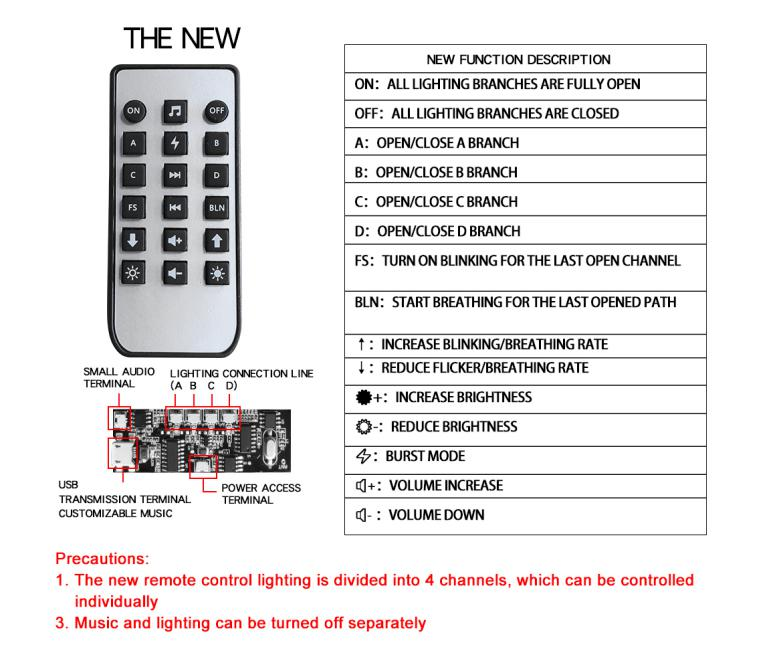 THE NEW
ON
OFF
A
B
C
D
FS
BLN
SMALL AUDIO
TERMINAL
LIGHTING CONNECTION LINE
(A B C D)
USB
TRANSMISSION TERMINAL
CUSTOMIZABLE MUSIC
POWER ACCESS
TERMINAL
NEW FUNCTION DESCRIPTION
ON: ALL LIGHTING BRANCHES ARE FULLY OPEN
OFF: ALL LIGHTING BRANCHES ARE CLOSED
A: OPEN/CLOSE A BRANCH
B: OPEN/CLOSE B BRANCH
C: OPEN/CLOSE C BRANCH
D: OPEN/CLOSE D BRANCH
FS: TURN ON BLINKING FOR THE LAST OPEN CHANNEL
BLN: START BREATHING FOR THE LAST OPENED PATH
↑: INCREASE BLINKING/BREATHING RATE
↓: REDUCE FLICKER/BREATHING RATE
+: INCREASE BRIGHTNESS
-: REDUCE BRIGHTNESS
: BURST MODE
+: VOLUME INCREASE
-: VOLUME DOWN
Precautions:
1. The new remote control lighting is divided into 4 channels, which can be controlled
individually
3. Music and lighting can be turned off separately